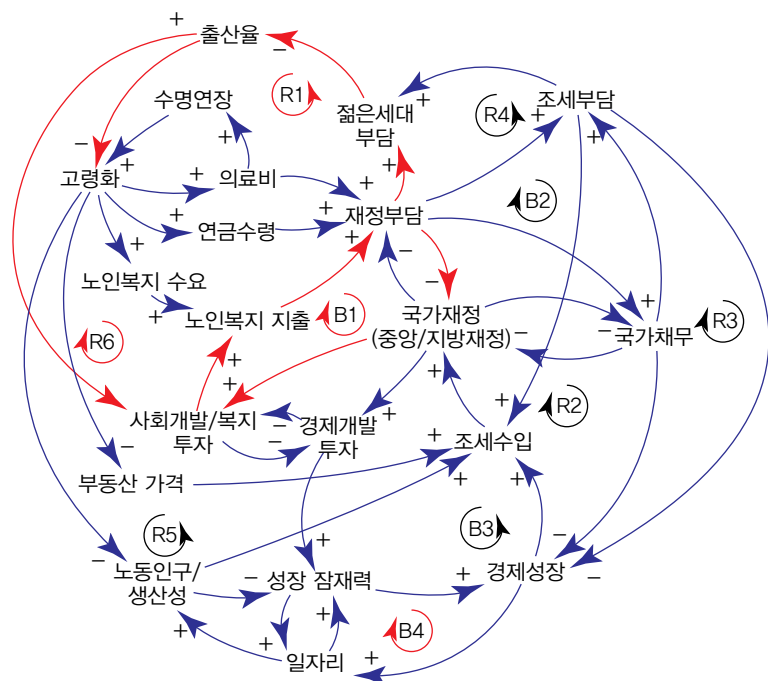 +
출산율
−
R1
수명연장
젊은세대
부담
+
R4
조세부담
+
+
−
+
+
고령화
+
의료비
+
+
B2
+
연금수령
+
재정부담
+
−
−
+
노인복지 수요
+
노인복지 지출
B1
국가재정
(중앙/지방재정)
−
+
−
국가채무
R3
R6
+
+
+
+
R2
사회개발/복지
투자
−
−
경제개발
투자
+
+
조세수입
−
부동산 가격
+
+
R5
B3
−
노동인구/
생산성
−
성장 잠재력
+
+
경제성장
−
−
+
+
+
일자리
B4
+